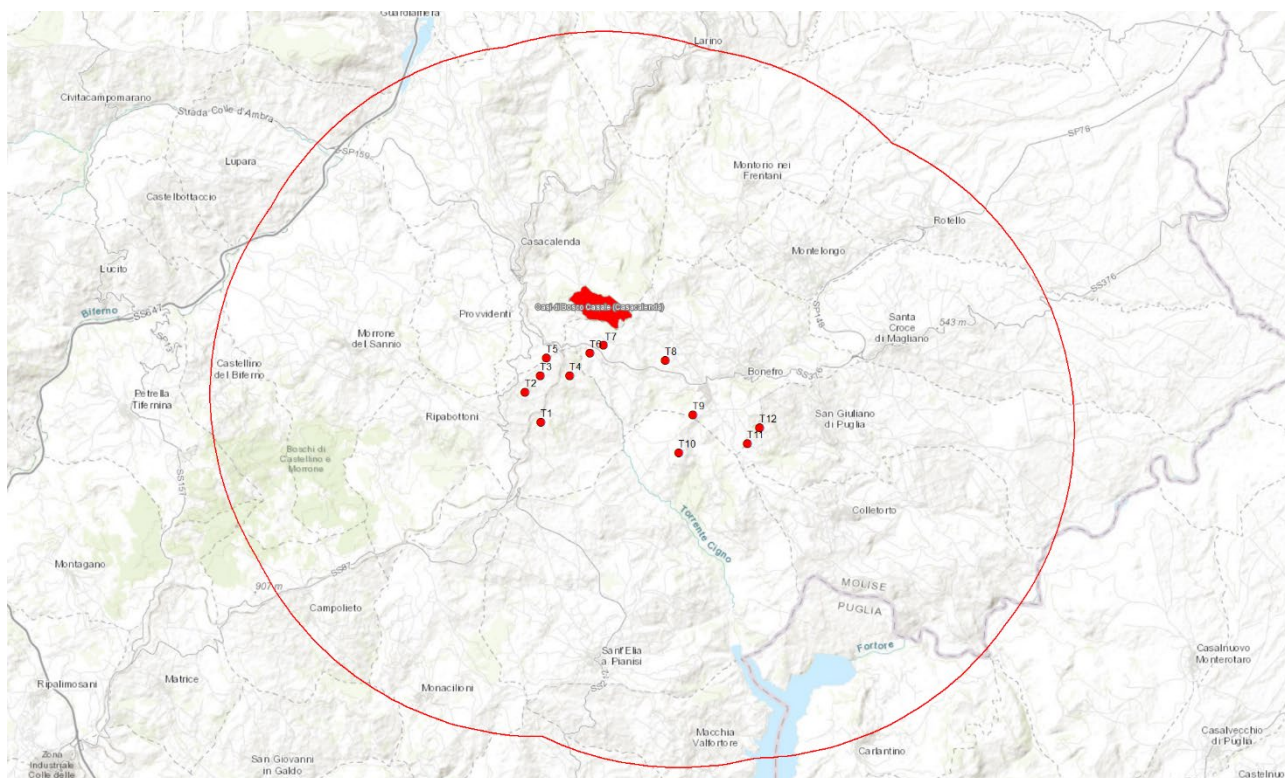 Guardialfiera
Larino
Civitacampomarano
Strada Colle d'Ambra
SP78
Lupara
SP159
Montorio nei
Frentani
Castelbottaccio
Rotello
Casacalenda
Montelongo
Lucito
SS376
Oasi di Bosco Casale (Casacalenda)
Biferno
SS647
Provvidenti
SP148
Santa
Croce
di Magliano
543 m
Morrone
del Sannio
T7
T6
T5
T8
Castellino
del Biferno
T3
T4
Bonefro
T2
Petrella
Tifernina
Ripabottoni
T9
San Giuliano
di Puglia
T1
T12
T11
Boschi di
Castellino e
Morrone
T10
SS157
Colletorto
Torrente Cigno
Montagano
SS87
907 m
MOLISE
Campolieto
PUGLIA
Sant'Elia
a Pianisi
Fortore
Casalnuovo
Monterotaro
Ripalimosani
Matrice
Monacilioni
Macchia
Valfortore
Casalvecchio
di Puglia
Zona
Industriale
Colle delle
San Giovanni
in Galdo
Carlantino